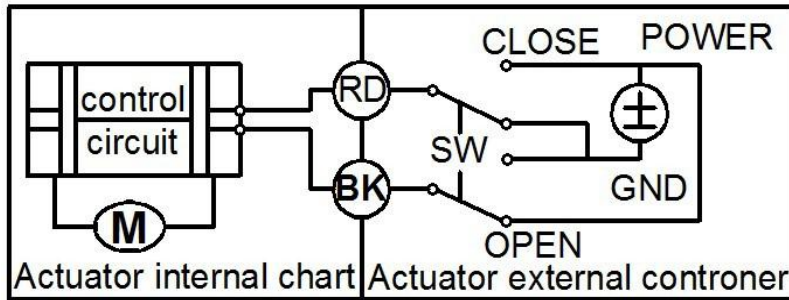 CLOSE POWER
RD
control
circuit
SW
BK
GND
M
OPEN
Actuator internal chart
Actuator external controner